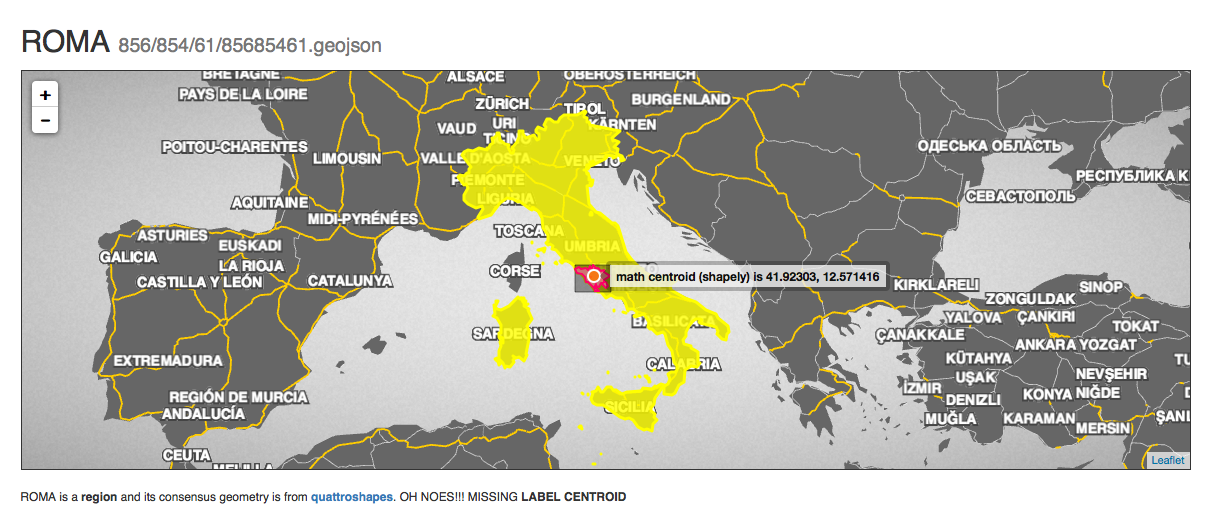 ROMA 856/854/61/85685461.geojson
+
-
BRETAGNE
ALSACE
OBERÖSTERREICH
PAYS DE LA LOIRE
ZÜRICH
TIROL
BURGENLAND
VAUD
URI
KÄRNTEN
TICINO
POITOU-CHARENTES
LIMOUSIN
VALLE D'AOSTA
VENETO
ОДЕСЬКА ОБЛАСТЬ
PIEMONTE
РЕСПУБЛИКА К
AQUITAINE
LIGURIA
СЕВАСТОПОЛЬ
MIDI-PYRÉNÉES
ASTURIES
EUSKADI
TOSCANA
UMBRIA
GALICIA
LA RIOJA
CORSE
math centroid (shapely) is 41.92303, 12.571416
CASTILLA Y LEÓN
CATALUNYA
KIRKLARELI
SINOP
ZONGULDAK
SARDEGNA
BASILICATA
YALOVA
ÇANKIRI
TOKAT
ÇANAKKALE
ANKARA
YOZGAT
EXTREMADURA
CALABRIA
KÜTAHYA
TU
UŞAK
NEVŞEHIR
İZMIR
KONYA
NIĞDE
REGIÓN DE MURCIA
DENIZLI
ANDALUCÍA
SICILIA
MUĞLA
KARAMAN
MERSIN
ŞANL
CEUTA
MELILLA
Leaflet
ROMA is a region and its consensus geometry is from quattroshapes. OH NOES!!! MISSING LABEL CENTROID